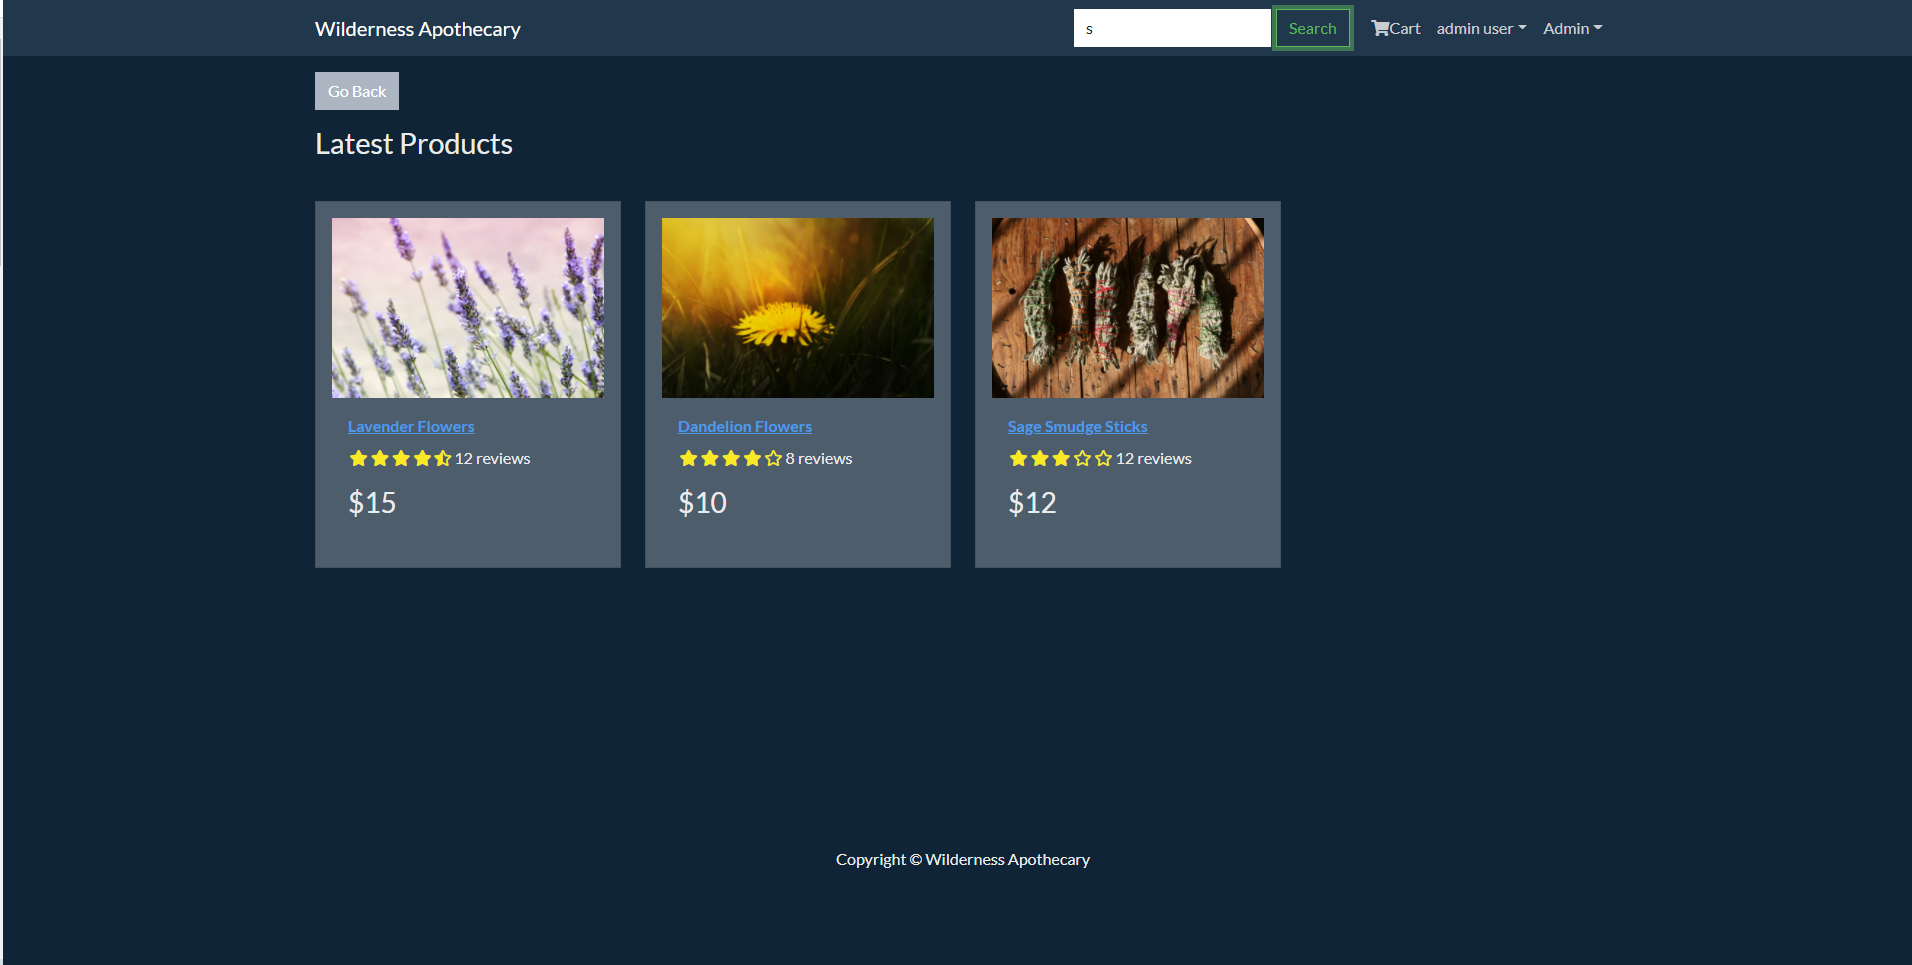 Wilderness Apothecary
s
Search
Cart
admin user
Admin
Go Back
Latest Products
Lavender Flowers
12 reviews
$15
Dandelion Flowers
8 reviews
$10
Sage Smudge Sticks
12 reviews
$12
Copyright © Wilderness Apothecary